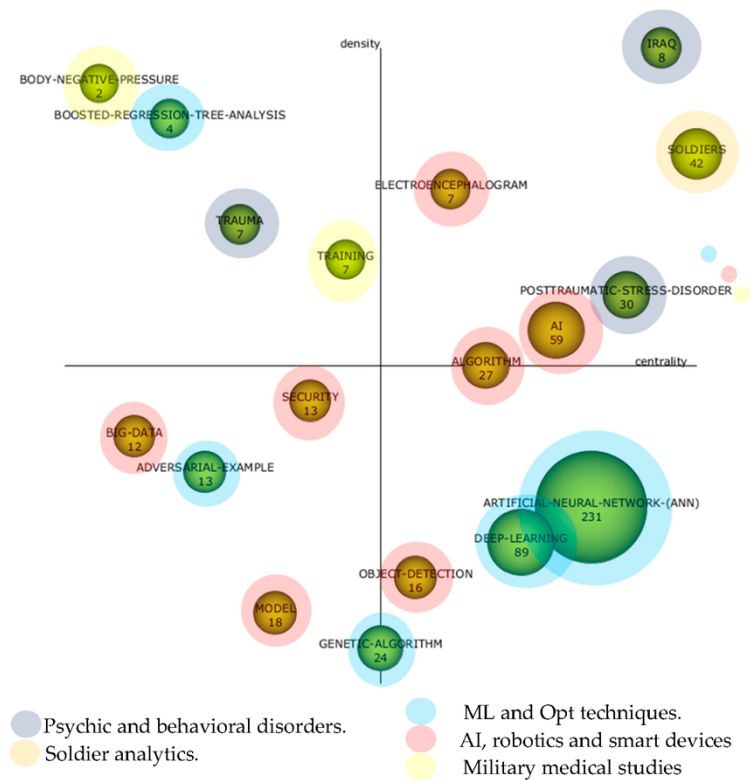 density
IRAQ
8
BODY-NEGATIVE-PRESSURE
2
BOOSTED-REGRESSION-TREE-ANALYSIS
4
SOLDIERS
42
ELECTROENCEPHALOGRAM
7
TRAUMA
7
TRAINING
7
POSTTRAUMATIC-STRESS-DISORDER
30
AI
59
ALGORITHM
27
centrality
SECURITY
13
BIG-DATA
12
ADVERSARIAL-EXAMPLE
13
ARTIFICIAL-NEURAL-NETWORK-(ANN)
231
DEEP-LEARNING
89
OBJECT-DETECTION
16
MODEL
18
GENETIC-ALGORITHM
24
Psychic and behavioral disorders.
Soldier analytics.
ML and Opt techniques.
AI, robotics and smart devices
Military medical studies